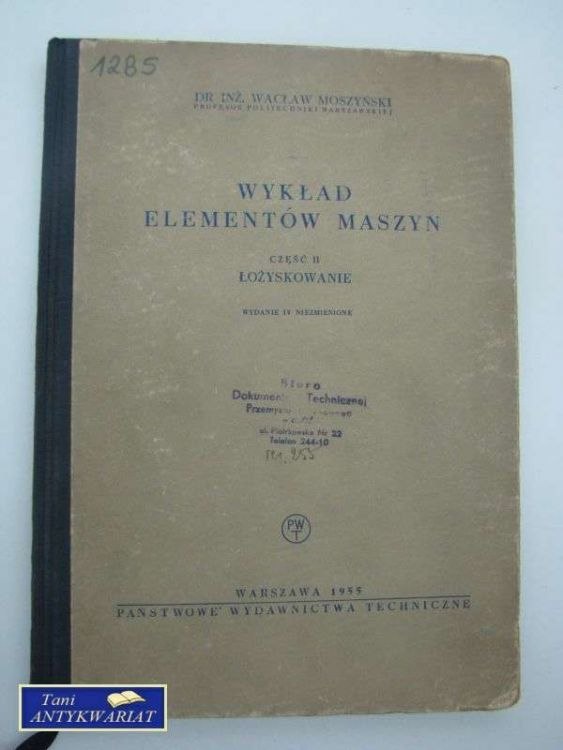 1285
DR INŻ. WACŁAW MOSZYŃSKI
PROFESOR POLITECHNIKI WARSZAWSKIEJ
WYKŁAD
ELEMENTÓW MASZYN
CZĘŚĆ II
ŁOŻYSKOWANIE
WYDANIE IV NIEZMIENIONE
Biuro
Technicznej
ul. Piotrkowska Nr 22
Telefon 244-10
PWT
WARSZAWA 1955
PAŃSTWOWE WYDAWNICTWA TECHNICZNE
Tani
ANTYKWARIAT